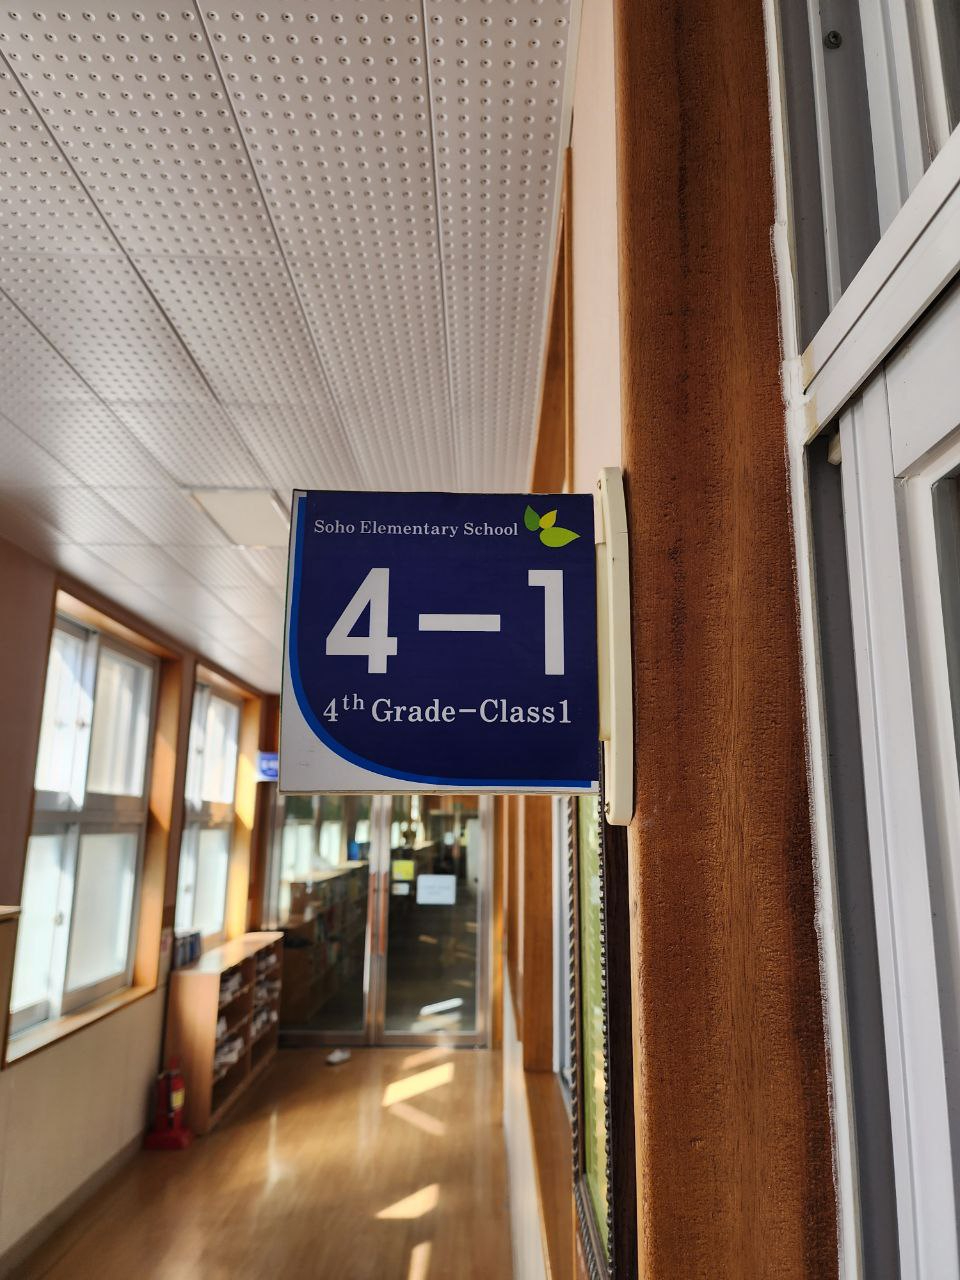 Soho Elementary School
4-1
4th Grade-Class1